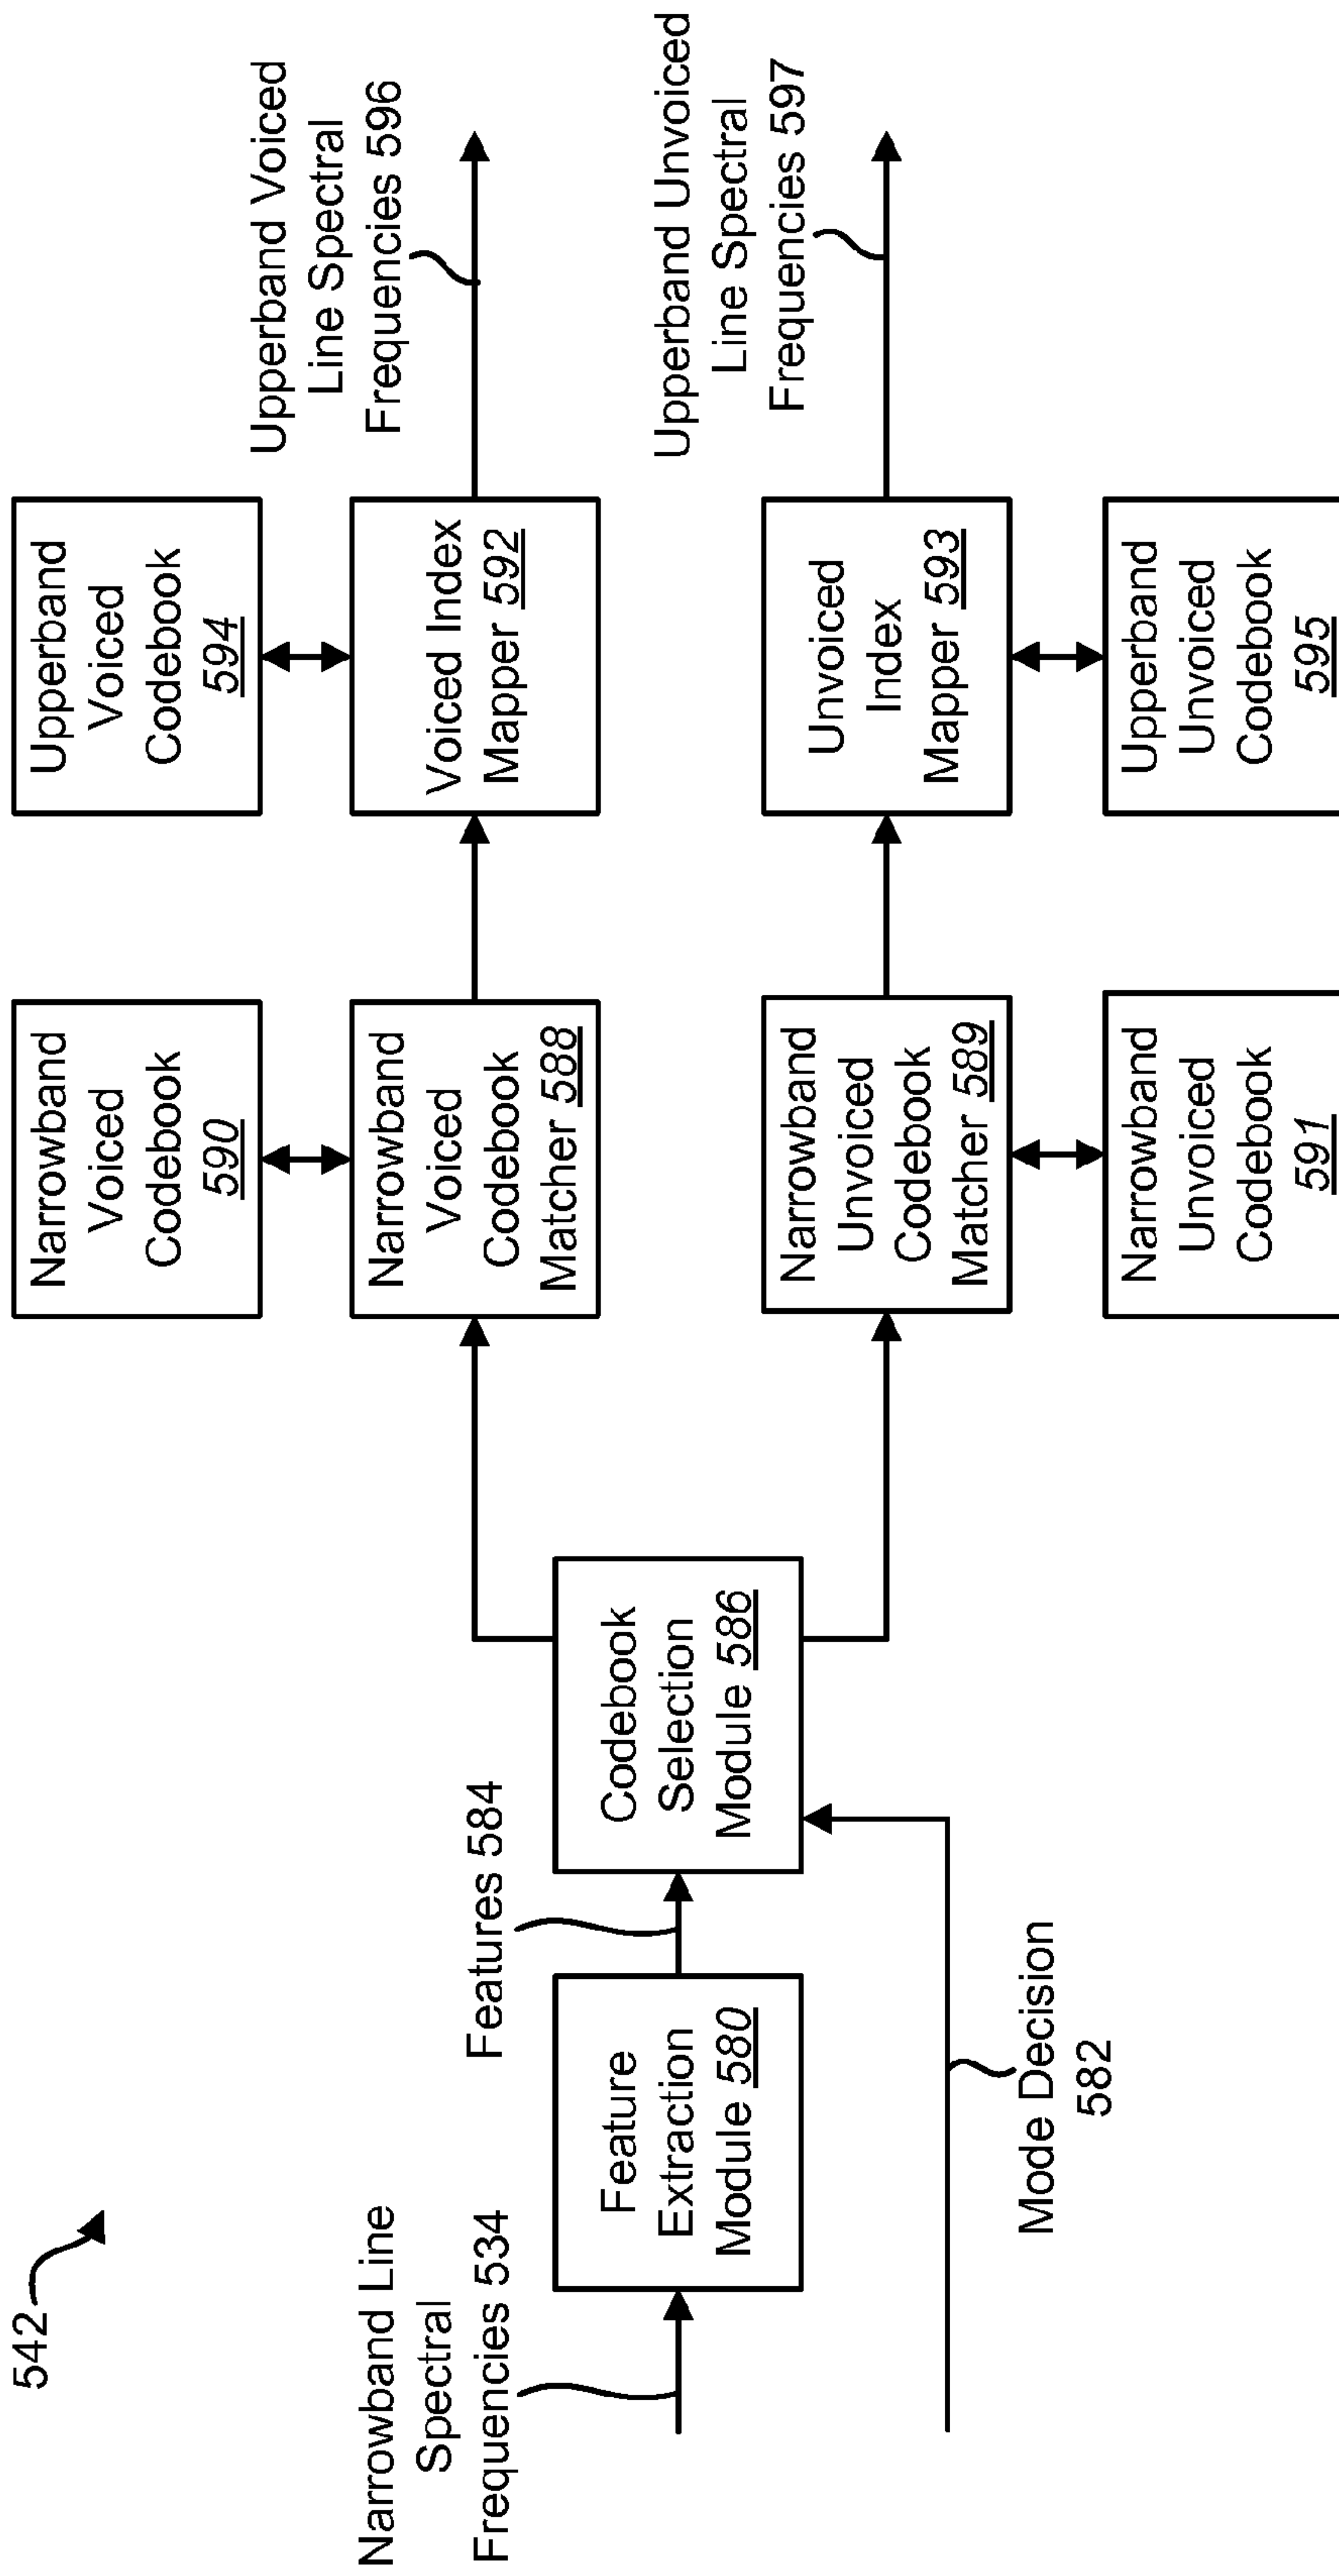 542
Narrowband Line
Spectral
Frequencies 534
Feature
Extraction
Module 580
Features 584
Mode Decision
582
Codebook
Selection
Module 586
Narrowband
Voiced
Codebook
590
Narrowband
Voiced
Codebook
Matcher 588
Upperband
Voiced
Codebook
594
Voiced Index
Mapper 592
Upperband Voiced
Line Spectral
Frequencies 596
Narrowband
Unvoiced
Codebook
Matcher 589
Narrowband
Unvoiced
Codebook
591
Unvoiced
Index
Mapper 593
Upperband
Unvoiced
Codebook
595
Upperband Unvoiced
Line Spectral
Frequencies 597